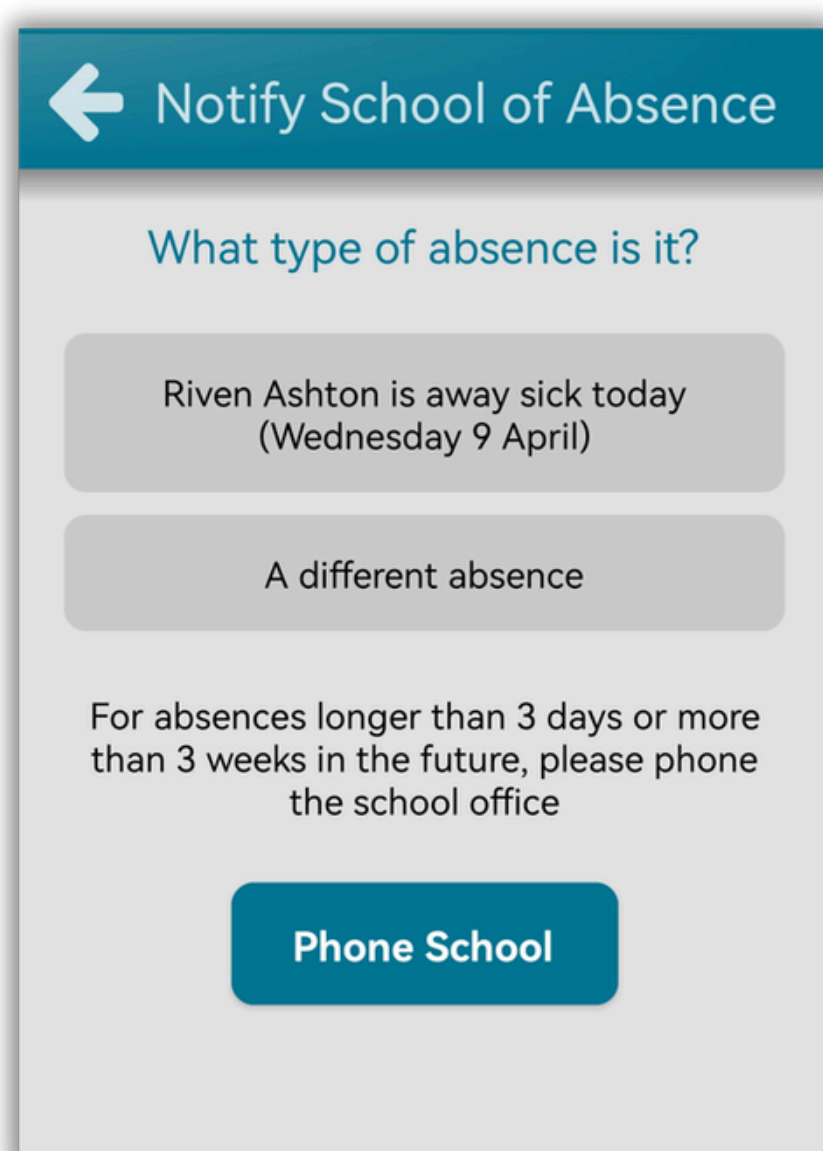 Notify School of Absence
What type of absence is it?
Riven Ashton is away sick today
(Wednesday 9 April)
A different absence
For absences longer than 3 days or more
than 3 weeks in the future, please phone
the school office
Phone School